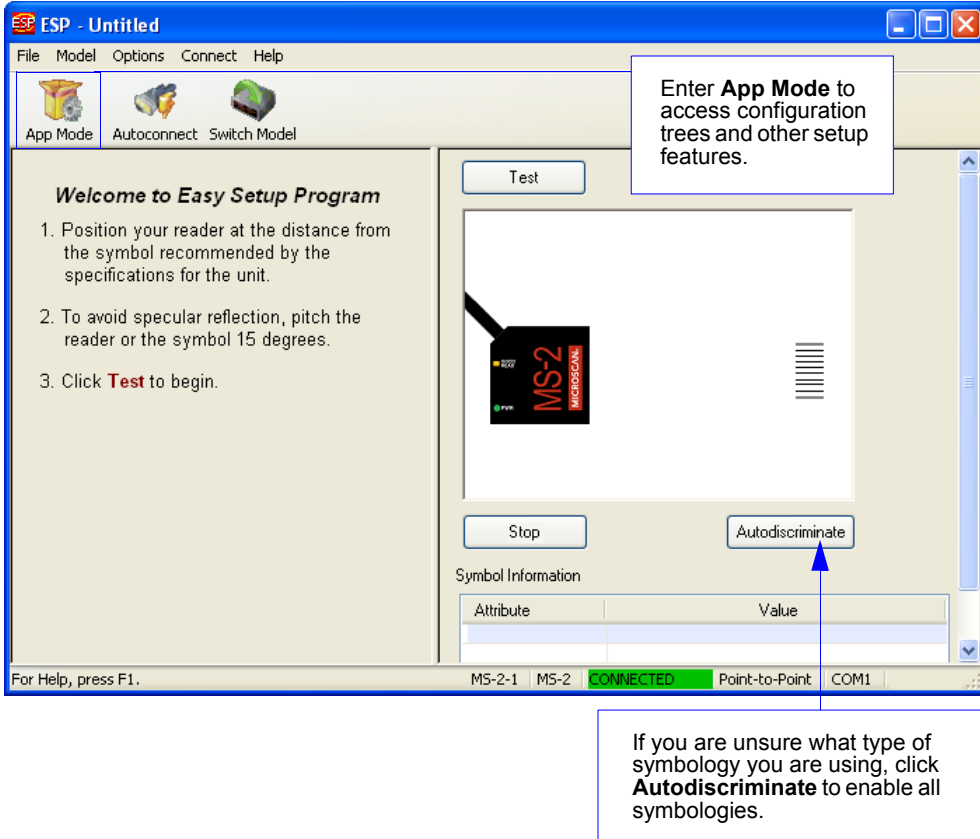 ESP - Untitled
File Model Options Connect Help
App Mode Autoconnect Switch Model
Enter App Mode to
access configuration
trees and other setup
features.
Welcome to Easy Setup Program
1. Position your reader at the distance from
the symbol recommended by the
specifications for the unit.
2. To avoid specular reflection, pitch the
reader or the symbol 15 degrees.
3. Click Test to begin.
Test
MS-2
MICROSCAN.
PWR
Stop Autodiscriminate
Symbol Information
Attribute Value
For Help, press F1. MS-2-1 MS-2 CONNECTED Point-to-Point COM1
If you are unsure what type of
symbology you are using, click
Autodiscriminate to enable all
symbologies.